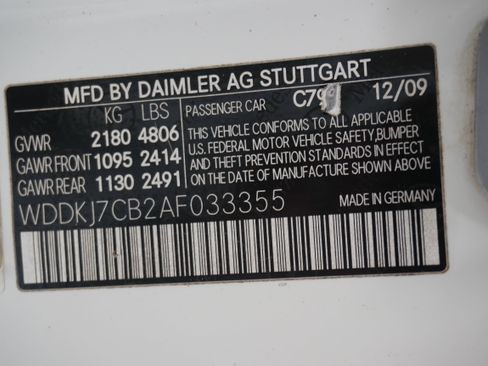 MFD BY DAIMLER AG STUTTGART
KG LBS PASSENGER CAR 12/09
GVWR 2180 4806
GAWR FRONT 1095 2414
GAWR REAR 1130 2491
THIS VEHICLE CONFORMS TO ALL APPLICABLE
U.S. FEDERAL MOTOR VEHICLE SAFETY, BUMPER
AND THEFT PREVENTION STANDARDS IN EFFECT
ON THE DATE OF MANUFACTURE SHOWN ABOVE.
WDDKJ7CB2AF033355 MADE IN GERMANY